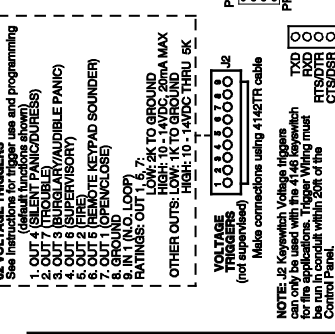 See Instructions for trigger use and programming
(default functions shown)
1. OUT 4 (SILENT PANIC/DURESS)
2. OUT 7 (TROUBLE)
3. OUT 3 (BURGLARY/AUDIBLE PANIC)
4. OUT 6 (SUPERVISORY)
5. OUT 2 (FIRE)
6. OUT 5 (REMOTE KEYPAD SOUNDER)
7. OUT 1 (OPEN/CLOSE)
8. GROUND
9. IN 1 (N.O. LOOP)
RATINGS: OUT 1, 5, 7:
LOW: 2K TO GROUND
HIGH: 10 - 14VDC, 20mA MAX
OTHER OUTS: LOW: 1K TO GROUND
HIGH: 10 - 14VDC THRU 5K
VOLTAGE
TRIGGERS
(not supervised)
1 2 3 4 5 6 7 8 9
J2
Make connections using 4142TR cable
NOTE: J2 Keyswitch Voltage triggers
can only be used with the 4146 keyswitch
for fire applications. Trigger Wiring must
be run in conduit within 20ft of the
Control Panel.
TXD
RXD
RTS/DTR
CTS/DSR